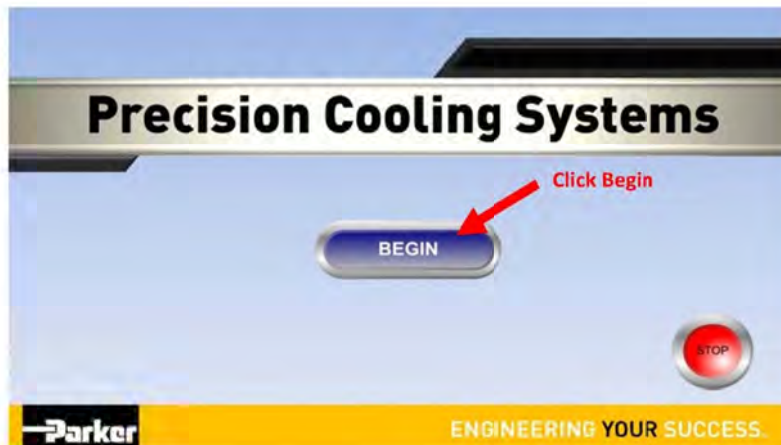 Precision Cooling Systems
Click Begin
BEGIN
STOP
Parker
ENGINEERING YOUR SUCCESS.